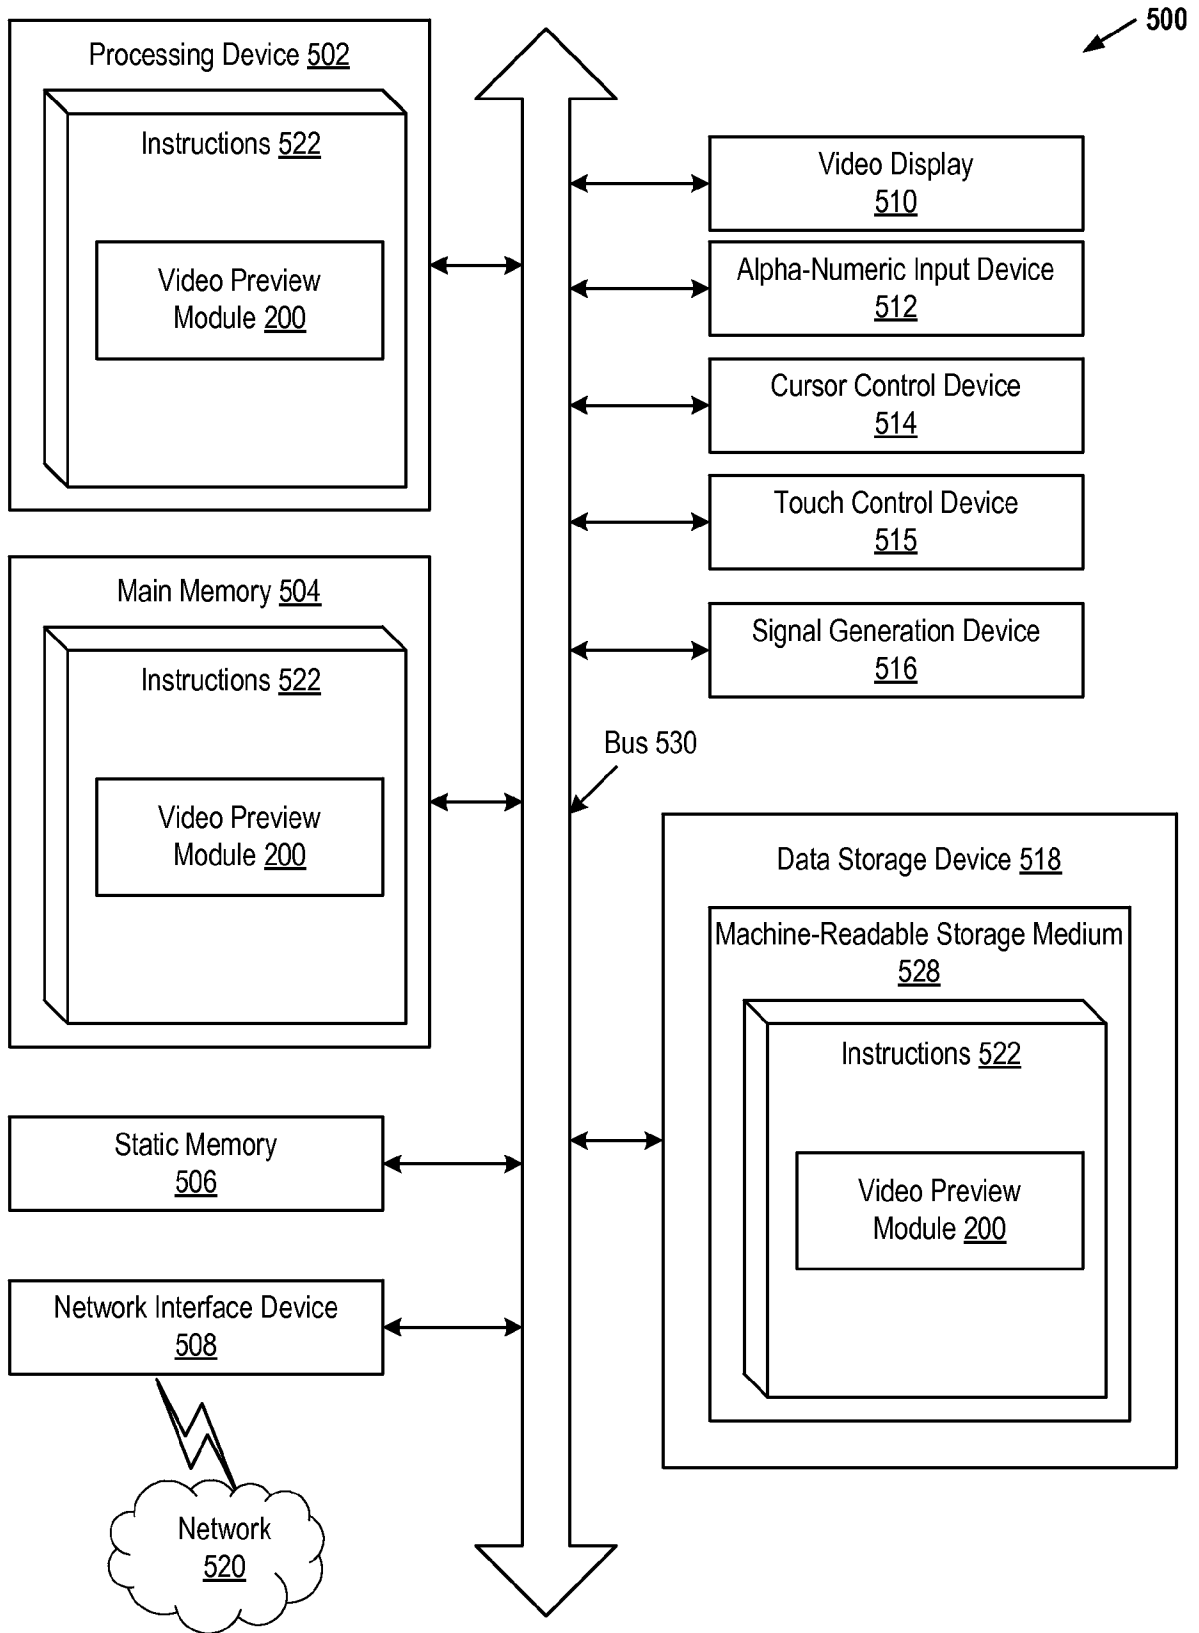 500
Processing Device 502
Instructions 522
Video Preview
Module 200
Main Memory 504
Instructions 522
Video Preview
Module 200
Static Memory
506
Network Interface Device
508
Network
520
Video Display
510
Alpha-Numeric Input Device
512
Cursor Control Device
514
Touch Control Device
515
Signal Generation Device
516
Bus 530
Data Storage Device 518
Machine-Readable Storage Medium
528
Instructions 522
Video Preview
Module 200